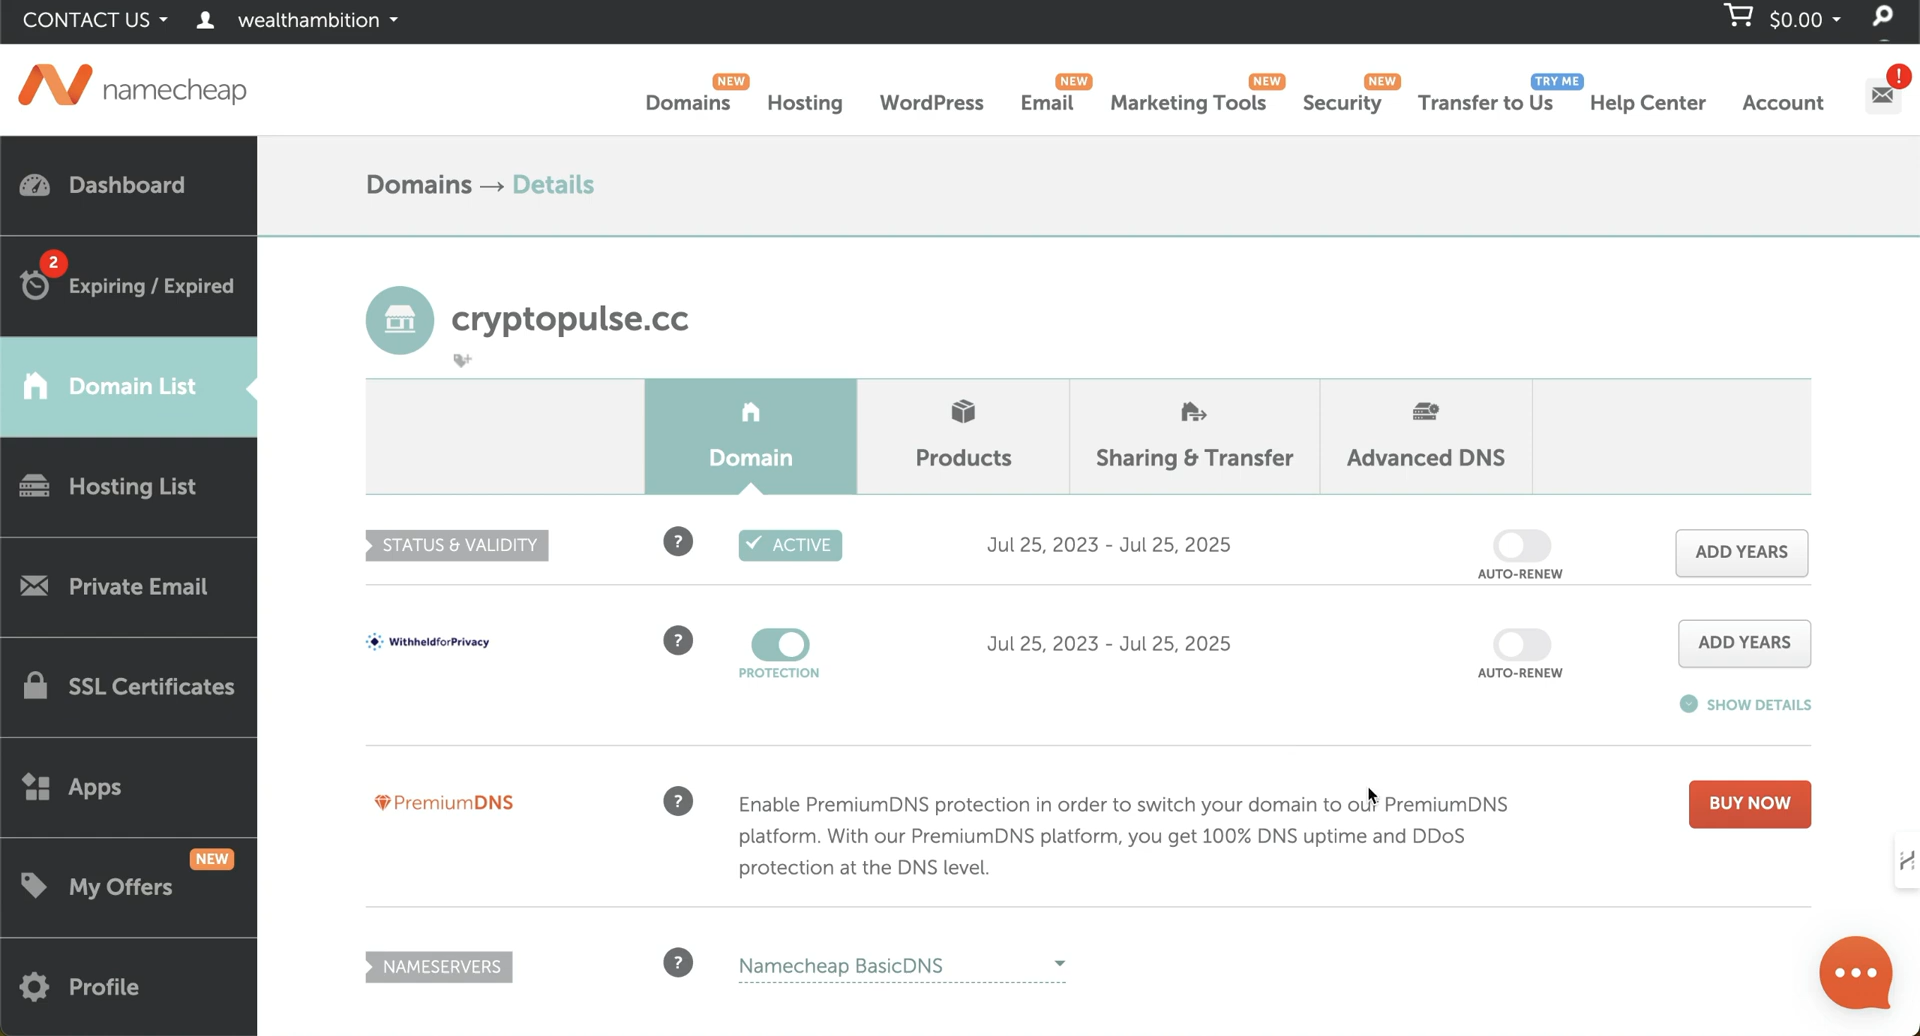 CONTACT US wealthambition $0.00
namecheap
Domains NEW Hosting WordPress Email NEW Marketing Tools NEW Security NEW Transfer to Us TRY ME Help Center Account !
Dashboard
2
Expiring / Expired
Domain List
Hosting List
Private Email
SSL Certificates
Apps
NEW
My Offers
Profile
Domains → Details
cryptopulse.cc
Domain Products Sharing & Transfer Advanced DNS
STATUS & VALIDITY ? ACTIVE Jul 25, 2023 - Jul 25, 2025 AUTO-RENEW ADD YEARS
WithheldforPrivacy ? PROTECTION Jul 25, 2023 - Jul 25, 2025 AUTO-RENEW ADD YEARS
SHOW DETAILS
PremiumDNS ? Enable PremiumDNS protection in order to switch your domain to our PremiumDNS
platform. With our PremiumDNS platform, you get 100% DNS uptime and DDoS
protection at the DNS level.
BUY NOW
NAMESERVERS ? Namecheap BasicDNS